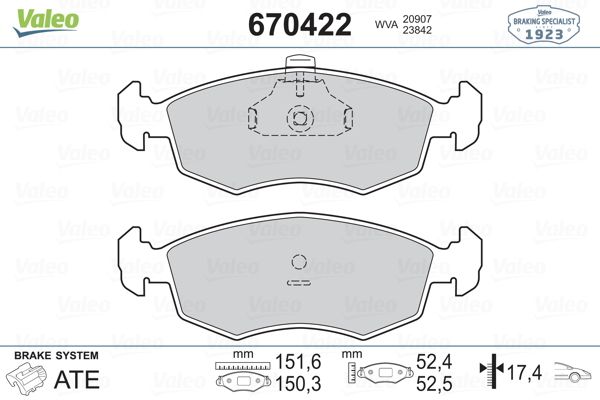 Valeo
670422
WVA 20907
23842
Valeo
BRAKING SPECIALIST
SINCE
1923
BRAKE SYSTEM
ATE
mm
151,6
150,3
mm
52,4
52,5
17,4